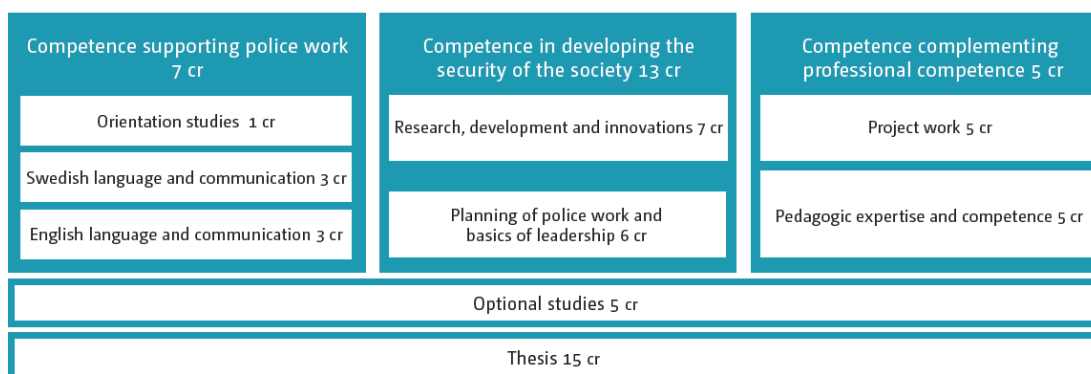 Competence supporting police work
7 cr
Orientation studies 1 cr
Swedish language and communication 3 cr
English language and communication 3 cr
Competence in developing the
security of the society 13 cr
Research, development and innovations 7 cr
Planning of police work and
basics of leadership 6 cr
Competence complementing
professional competence 5 cr
Project work 5 cr
Pedagogic expertise and competence 5 cr
Optional studies 5 cr
Thesis 15 cr